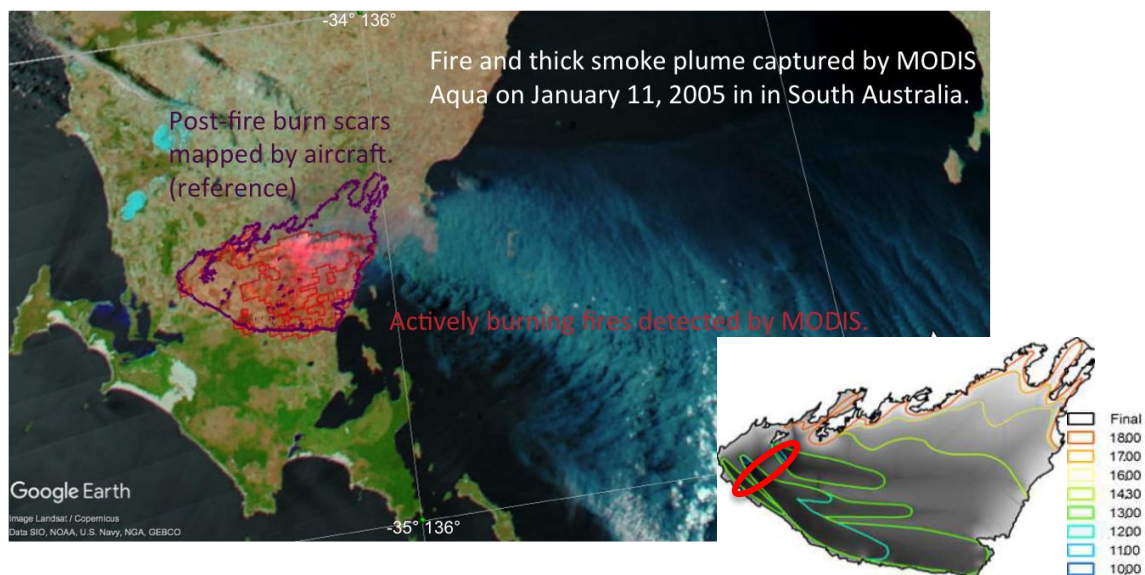 -34° 136°
Fire and thick smoke plume captured by MODIS
Aqua on January 11, 2005 in in South Australia.
Post-fire burn scars
mapped by aircraft.
(reference)
Actively burning fires detected by MODIS.
Final
18:00
17:00
16:00
14:30
13:00
12:00
11:00
10:00
Google Earth
Image Landsat / Copernicus
Data SIO, NOAA, U.S. Navy, NGA, GEBCO
-35° 136°